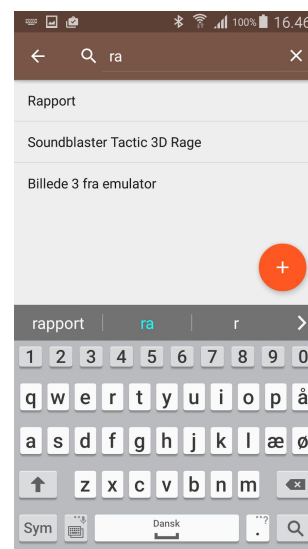 100% 16.46
ra
Rapport
Soundblaster Tactic 3D Rage
Billede 3 fra emulator
+
rapport ra r
1 2 3 4 5 6 7 8 9 0
q w e r t y u i o p å
a s d f g h j k l æ ø
z x c v b n m
Sym Dansk . ...?